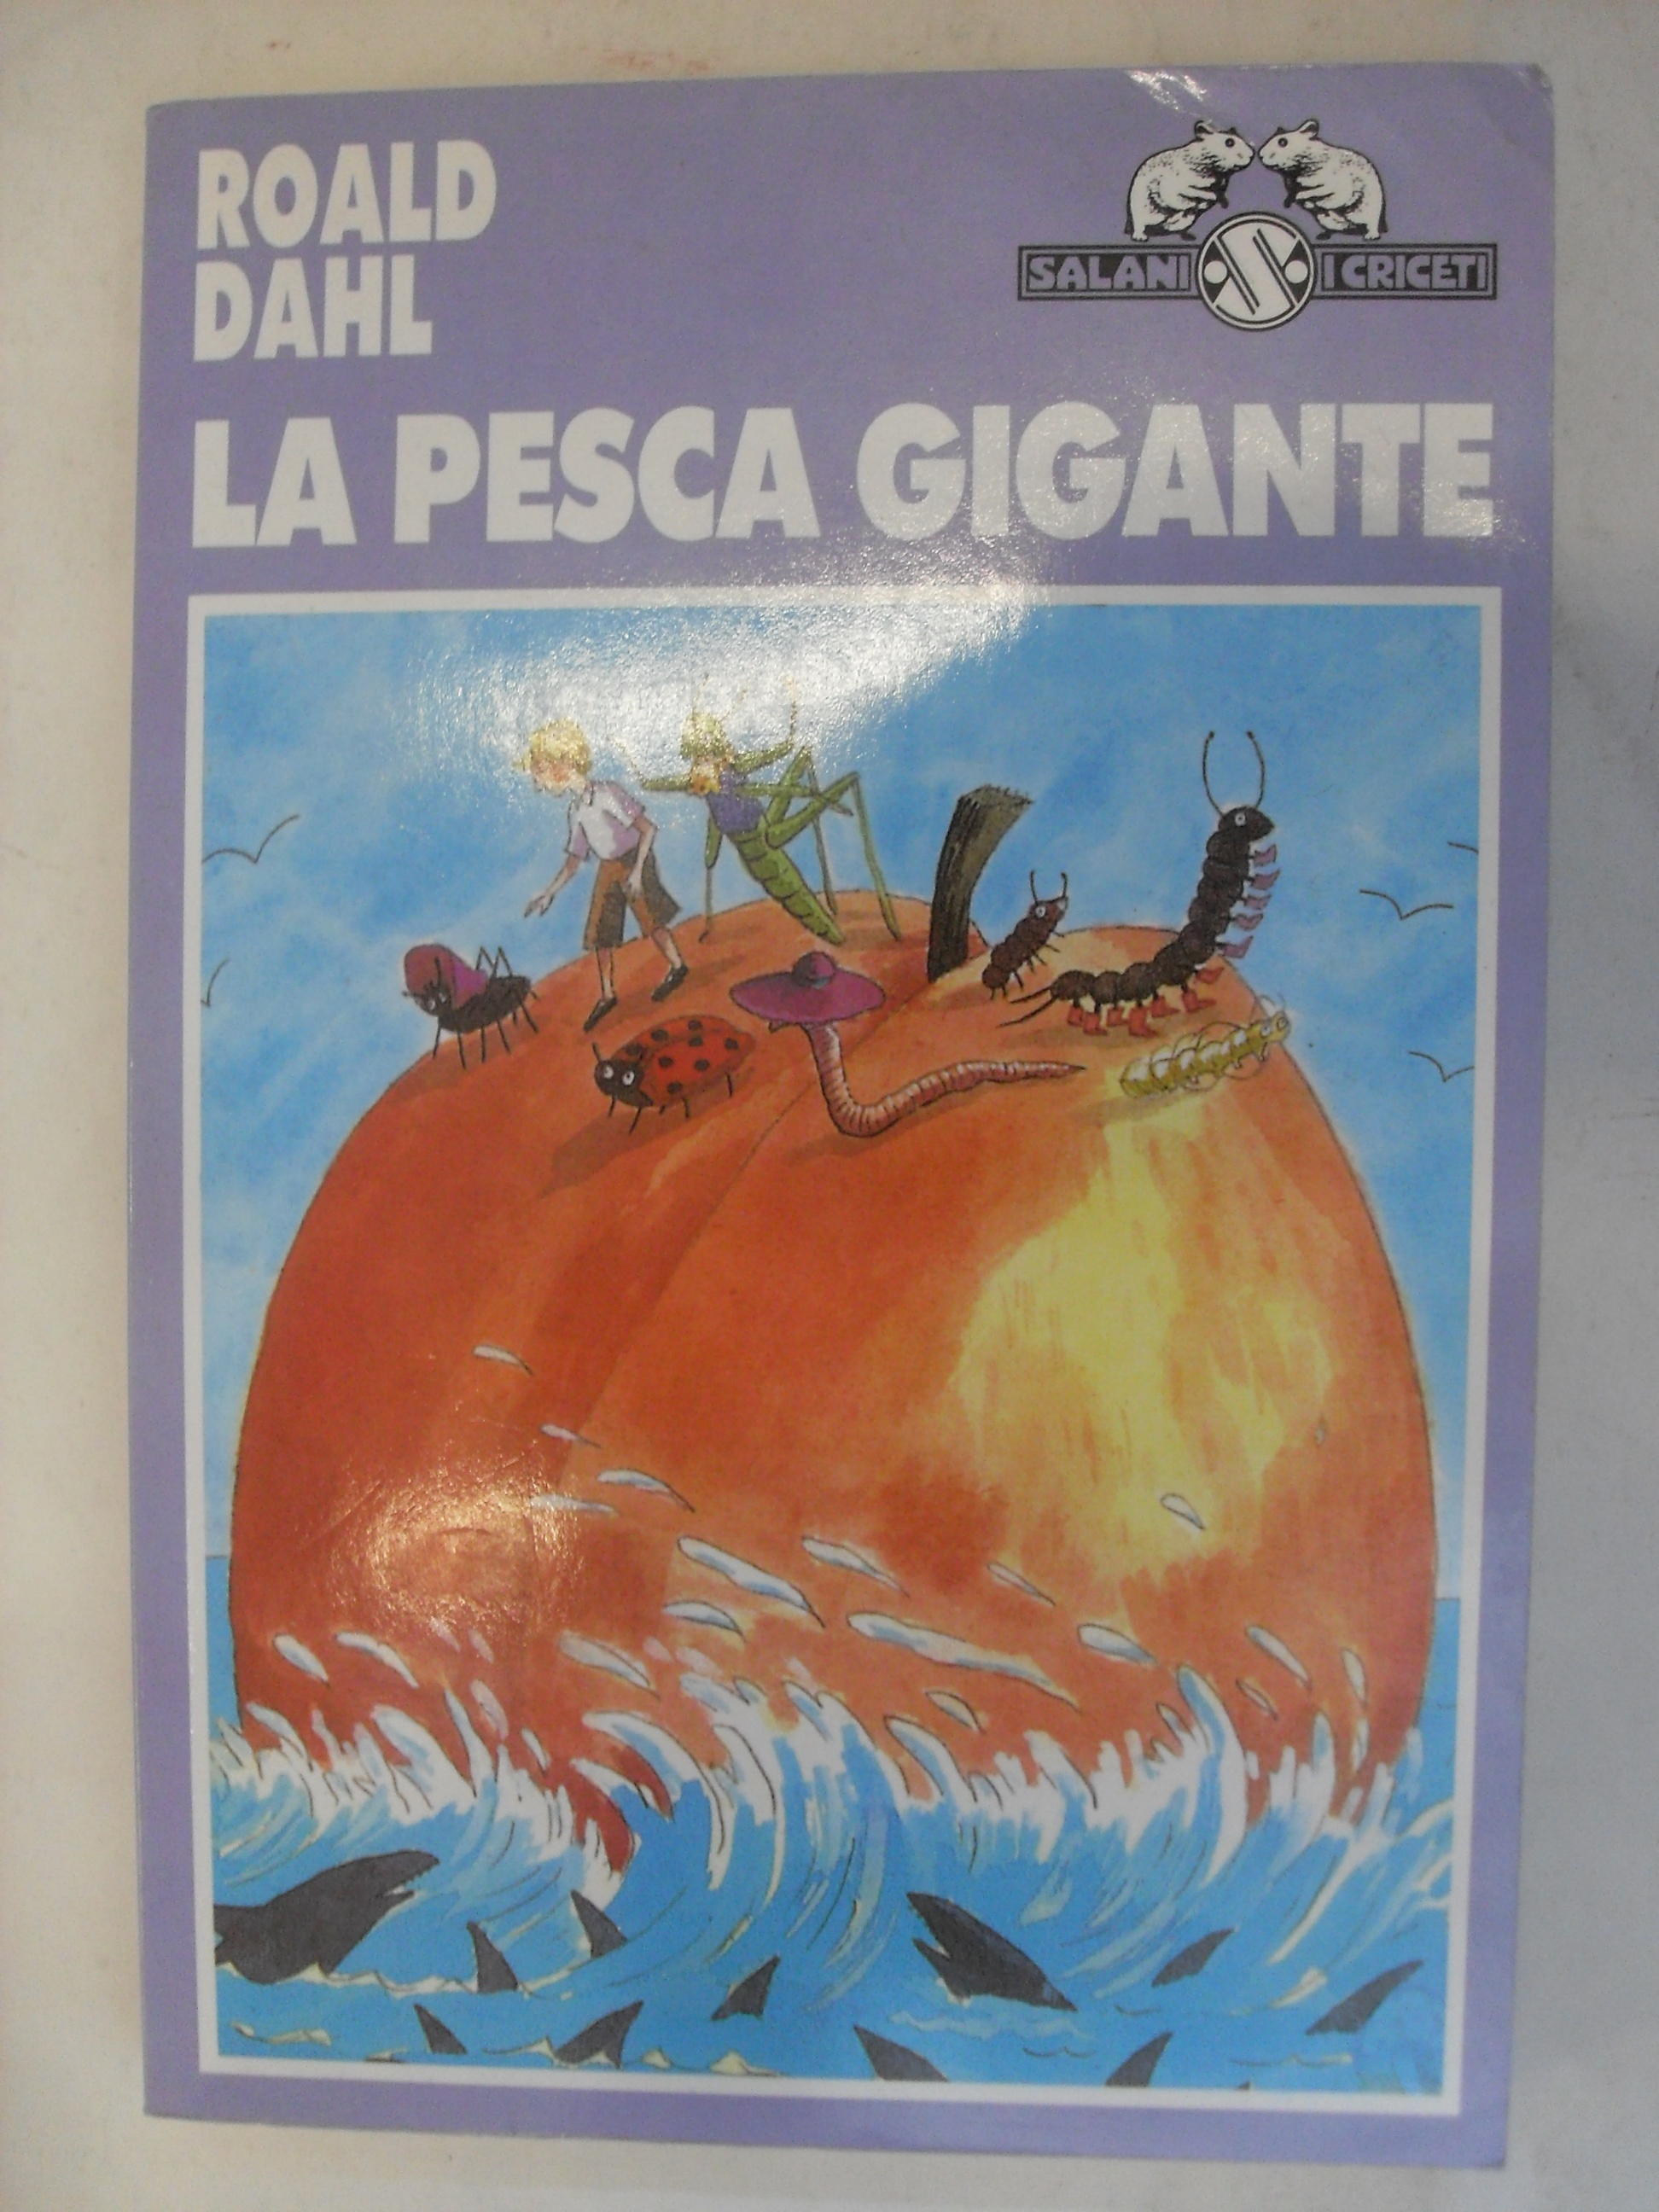 ROALD
DAHL
SALANI S I CRICETI
LA PESCA GIGANTE